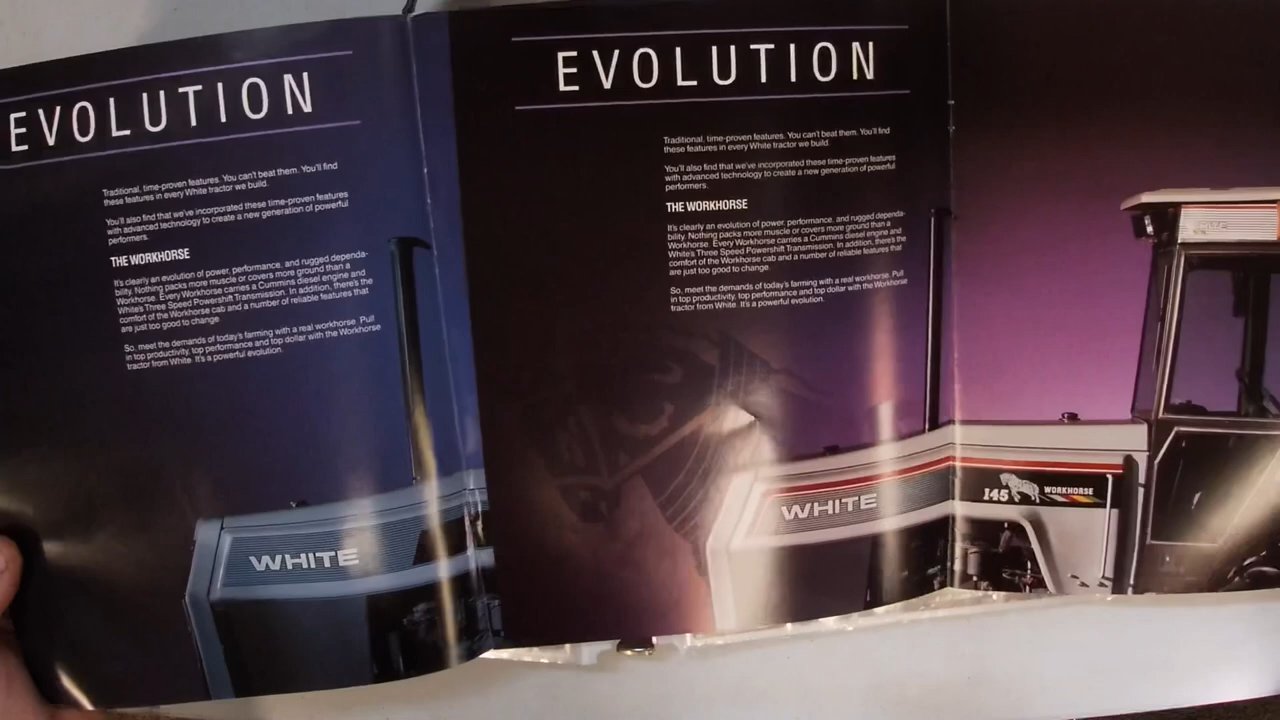 EVOLUTION
Traditional, time-proven features. You can't beat them. You'll find
these features in every White tractor we build.
You'll also find that we've incorporated these time-proven features
with advanced technology to create a new generation of powerful
performers.
THE WORKHORSE
It's clearly an evolution of power, performance, and rugged dependa-
bility. Nothing packs more muscle or covers more ground than a
Workhorse. Every Workhorse carries a Cummins diesel engine and
White's Three Speed Powershift Transmission. In addition, there's the
comfort of the Workhorse cab and a number of reliable features that
are just too good to change.
So, meet the demands of today's farming with a real workhorse. Pull
in top productivity, top performance and top dollar with the Workhorse
tractor from White. It's a powerful evolution.
WHITE
EVOLUTION
Traditional, time-proven features. You can't beat them. You'll find
these features in every White tractor we build.
You'll also find that we've incorporated these time-proven features
with advanced technology to create a new generation of powerful
performers.
THE WORKHORSE
It's clearly an evolution of power, performance, and rugged dependa-
bility. Nothing packs more muscle or covers more ground than a
Workhorse. Every Workhorse carries a Cummins diesel engine and
White's Three Speed Powershift Transmission. In addition, there's the
comfort of the Workhorse cab and a number of reliable features that
are just too good to change.
So, meet the demands of today's farming with a real workhorse. Pull
in top productivity, top performance and top dollar with the Workhorse
tractor from White. It's a powerful evolution.
WHITE
145 WORKHORSE
WHITE